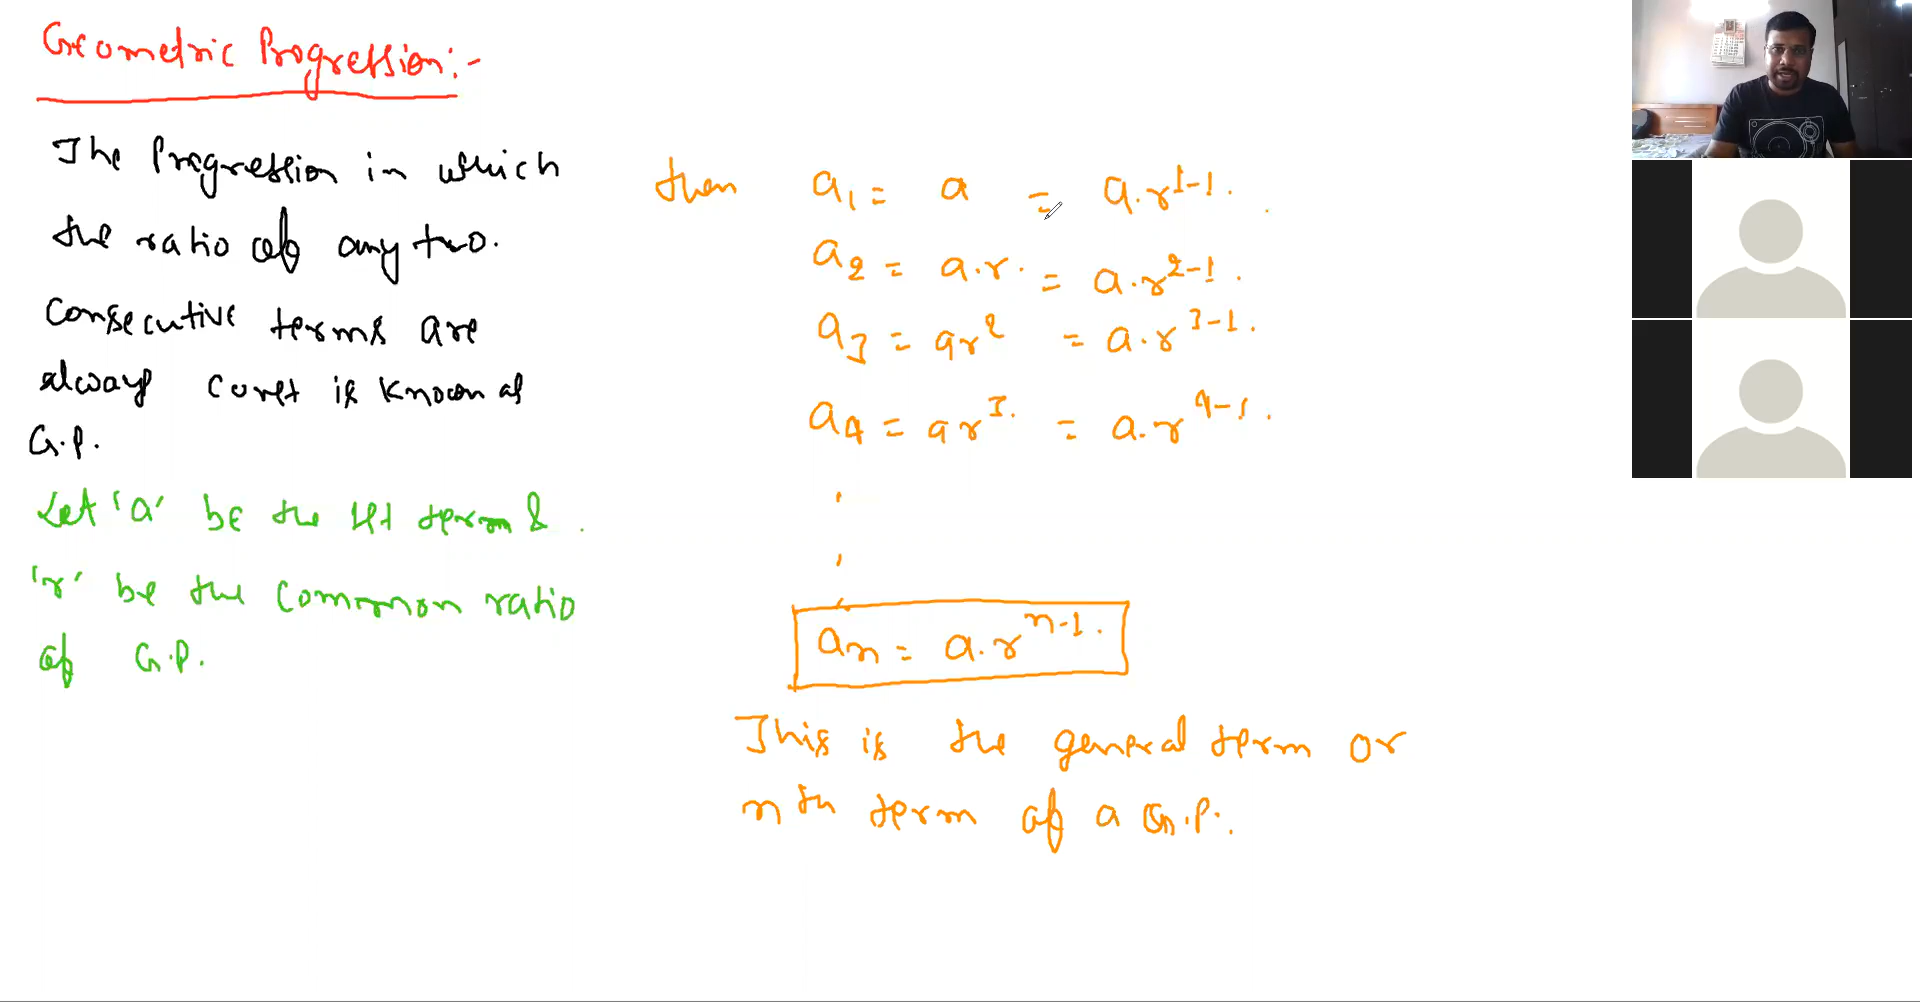 Geometric Progression:-
The Progression in which
the ratio of any two.
Consecutive terms are
always const is known as
G.P.
Let 'a' be the 1st term &.
'r' be the common ratio
of G.P.
then a₁ = a = a.r¹⁻¹.
a₂ = a.r. = a.r²⁻¹.
a₃ = ar² = a.r³⁻¹.
a₄ = ar³. = a.r⁴⁻¹.
aₙ = a.rⁿ⁻¹.
This is the general term or
nth term of a G.P.